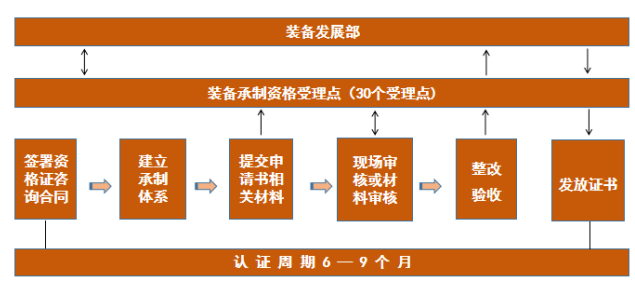 装备发展部
装备承制资格受理点（30个受理点）
签署资
格证咨
询合同
建立
承制
体系
提交申
请书相
关材料
现场审
核或材
料审核
整改
验收
发放证书
认 证 周 期 6 — 9 个 月